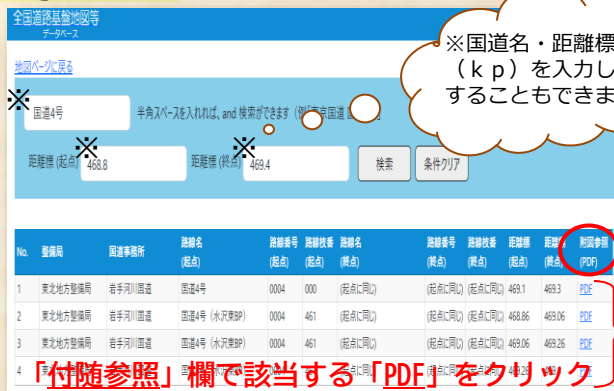 全国道路基盤地図等
データベース
※国道名・距離標
（ｋｐ）を入力し
することもできま
地図ページに戻る
※
国道4号
半角スペースを入れれば、and 検索ができます（例「東京国道
※
※
距離標 (起点)
468.8
距離標 (終点)
469.4
検索
条件クリア
No. 整備局 国道事務所 路線名(起点) 路線番号(起点) 路線枝番(起点) 路線名(終点) 路線番号(終点) 路線枝番(終点) 距離標(起点) (終点) 附図参照(PDF)
1 東北地方整備局 岩手河川国道 国道4号 0004 000 (起点に同じ) (起点に同じ) (起点に同じ) 469.1 469.3 PDF
2 東北地方整備局 岩手河川国道 国道4号（水沢東BP） 0004 461 (起点に同じ) (起点に同じ) (起点に同じ) 468.86 469.06 PDF
3 東北地方整備局 岩手河川国道 国道4号（水沢東BP） 0004 461 (起点に同じ) (起点に同じ) (起点に同じ) 469.06 469.26 PDF
4
「付随参照」欄で該当する「PDF」をクリック